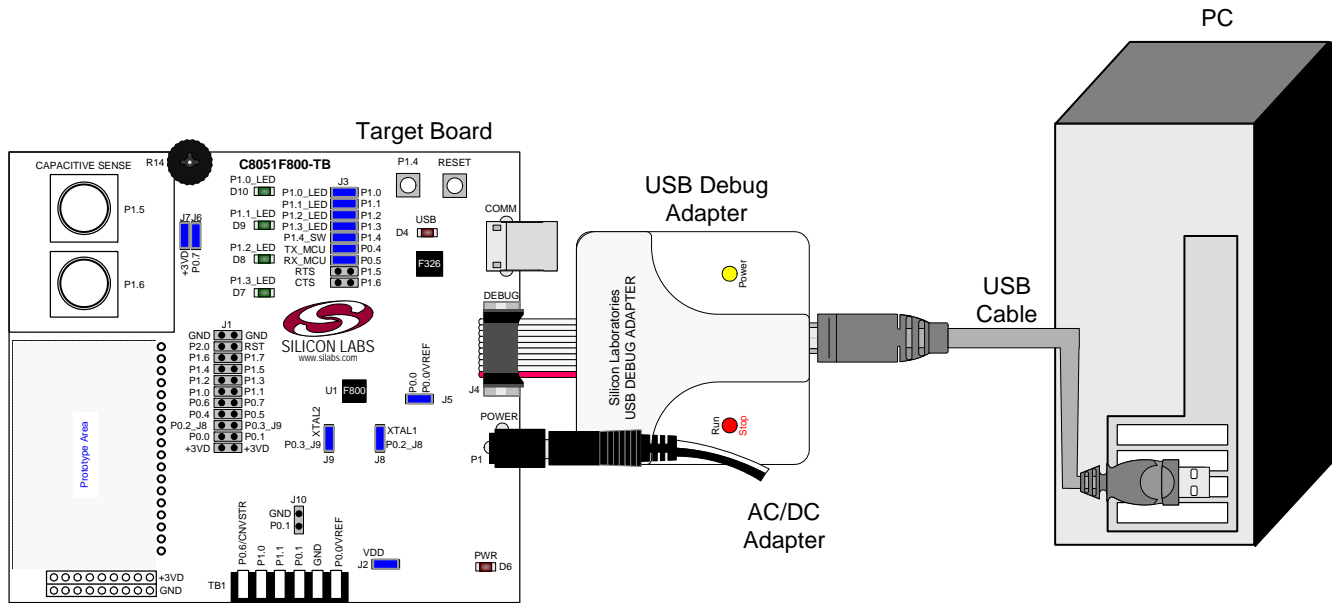 PC
Target Board
USB Debug
Adapter
USB
Cable
AC/DC
Adapter
CAPACITIVE SENSE
P1.5
P1.6
R14
J7
J6
+3VD
P0.7
C8051F800-TB
P1.0_LED
D10
P1.1_LED
D9
P1.2_LED
D8
P1.3_LED
D7
J3
P1.0_LED P1.0
P1.1_LED P1.1
P1.2_LED P1.2
P1.3_LED P1.3
P1.4_SW P1.4
TX_MCU P0.4
RX_MCU P0.5
RTS P1.5
CTS P1.6
P1.4
RESET
USB
D4
F326
COMM
DEBUG
J4
SILICON LABS
www.silabs.com
J1
GND GND
P2.0 RST
P1.6 P1.7
P1.4 P1.5
P1.2 P1.3
P1.0 P1.1
P0.6 P0.7
P0.4 P0.5
P0.2_J8 P0.3_J9
P0.0 P0.1
+3VD +3VD
Prototype Area
U1
F800
P0.0
P0.0/VREF
J5
XTAL2
P0.3_J9
J9
XTAL1
P0.2_J8
J8
POWER
P1
J10
GND
P0.1
TB1
P0.6/CNVSTR
P1.0
P1.1
P0.1
GND
P0.0/VREF
VDD
J2
PWR
D6
+3VD
GND
Silicon Laboratories
USB DEBUG ADAPTER
Power
Run
Stop